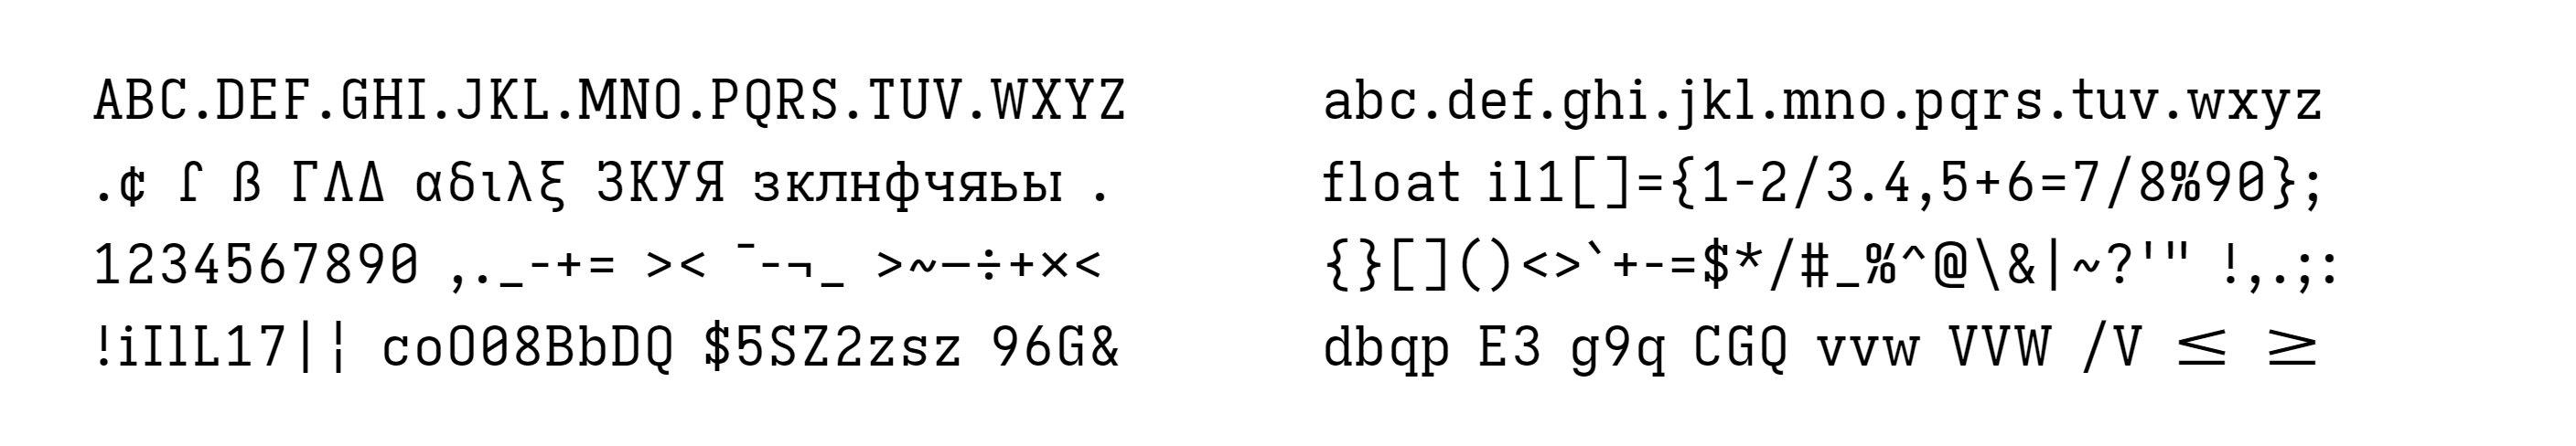 ABC.DEF.GHI.JKL.MNO.PQRS.TUV.WXYZ
.¢ ſ ß ΓΛΔ αδιλξ ЗКУЯ зклнфчяьы .
1234567890 ,._-+= >< ¯-¬_ >~–÷+×<
!iIlL17|¦ coO08BbDQ $5SZ2zsz 96G&
abc.def.ghi.jkl.mno.pqrs.tuv.wxyz
float il1[]={1-2/3.4,5+6=7/8%90};
{}[]()<>`+-=$*/#_%^@\&|~?'" !,.;:
dbqp E3 g9q CGQ vvw VVW /V ≤ ≥